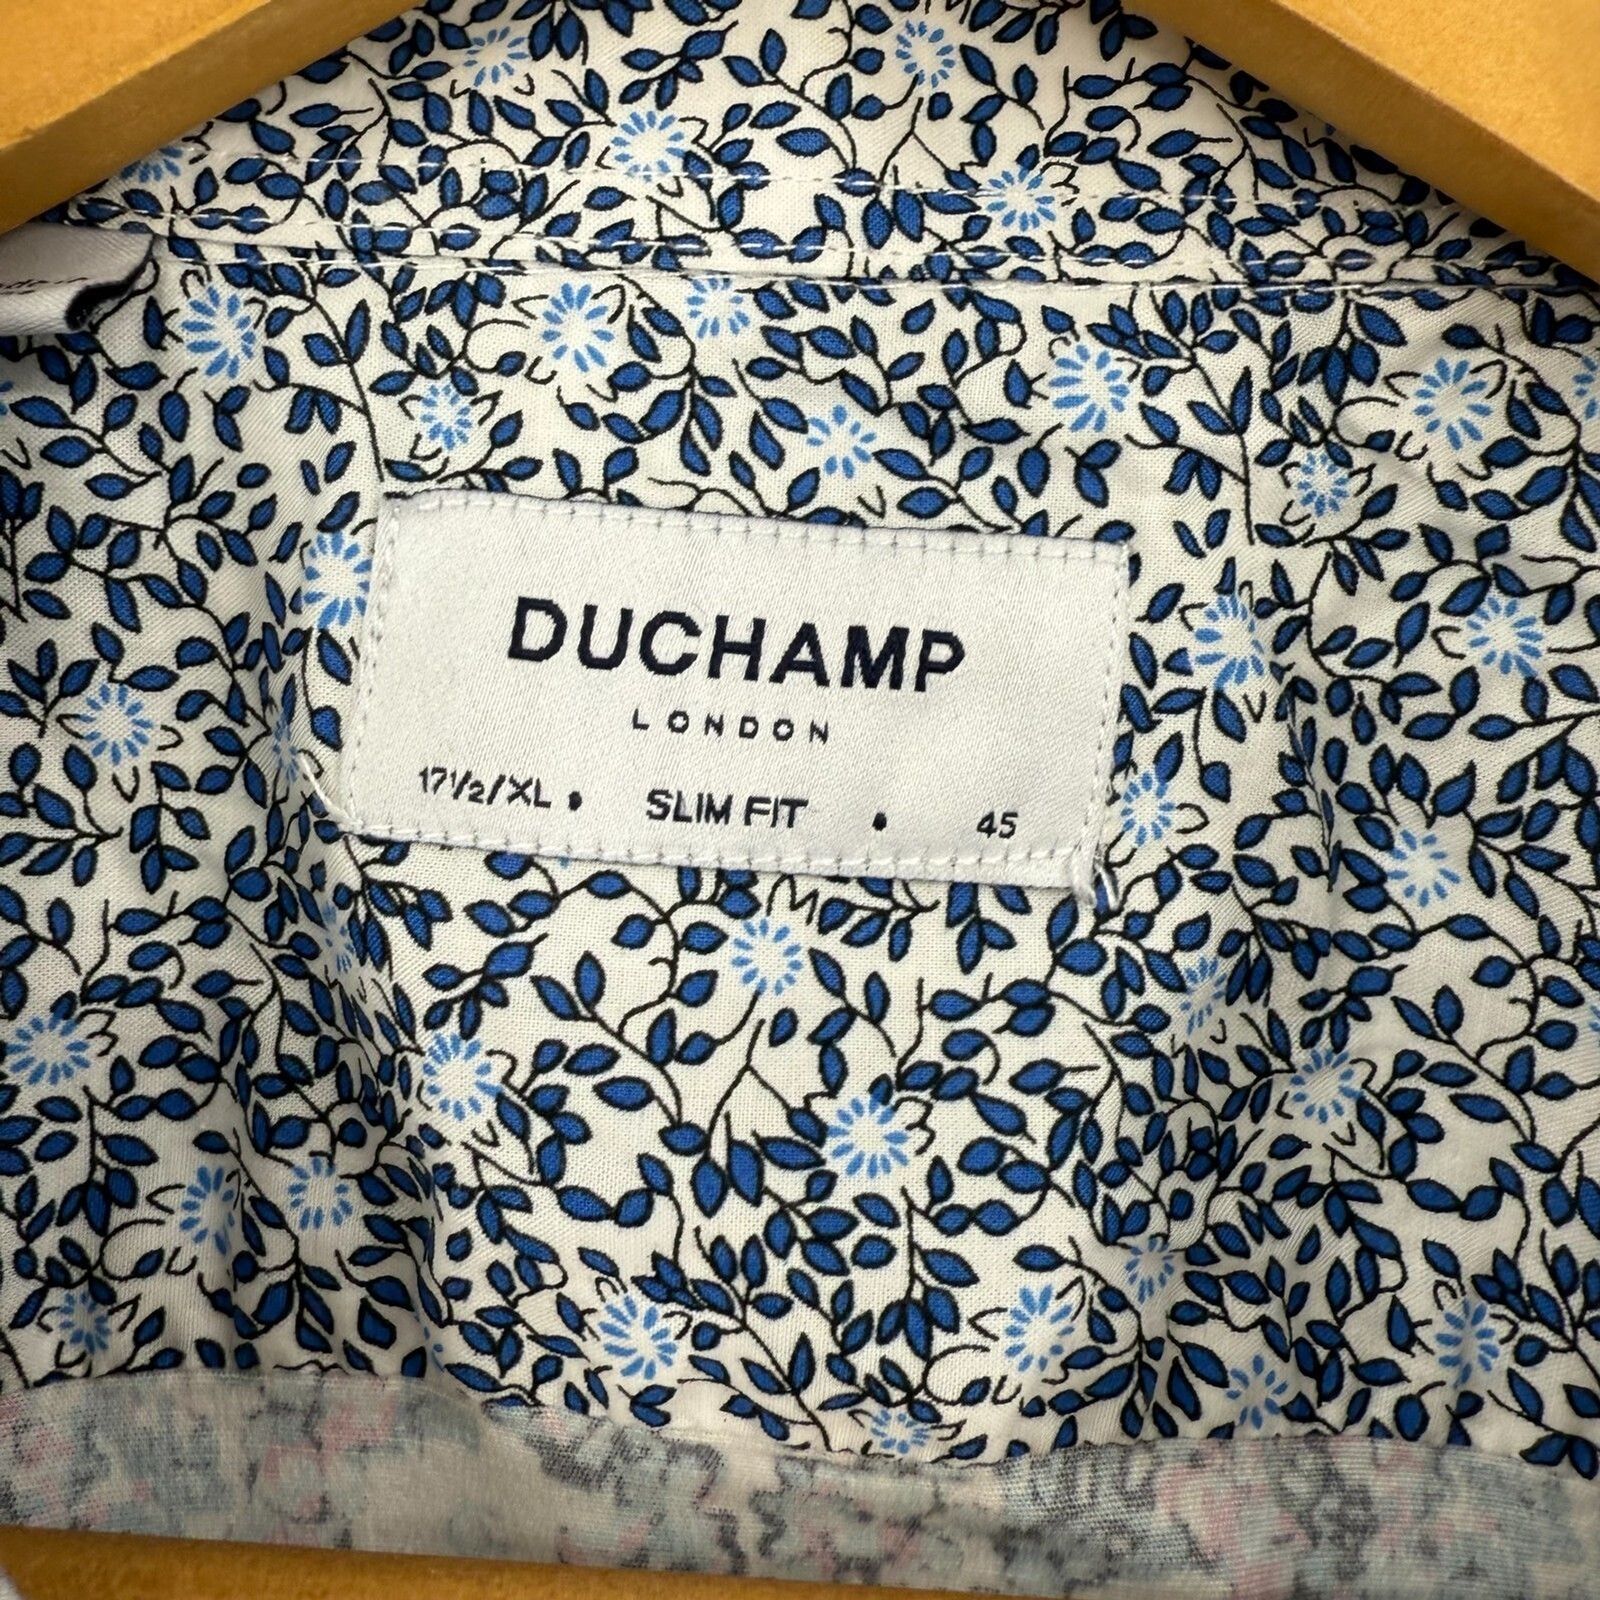 DUCHAMP
LONDON
17½/XL • SLIM FIT • 45